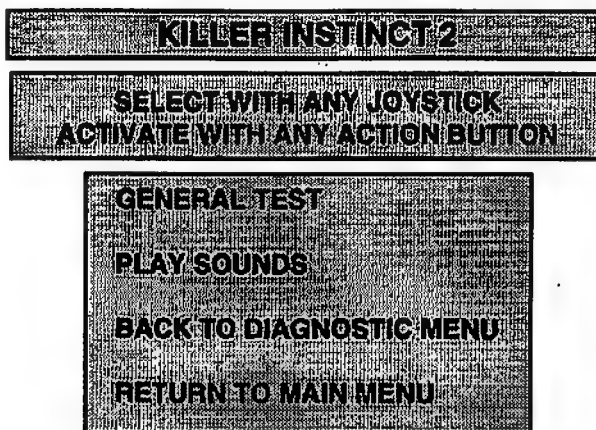 KILLER INSTINCT 2
SELECT WITH ANY JOYSTICK
ACTIVATE WITH ANY ACTION BUTTON
GENERAL TEST
PLAY SOUNDS
BACK TO DIAGNOSTIC MENU
RETURN TO MAIN MENU